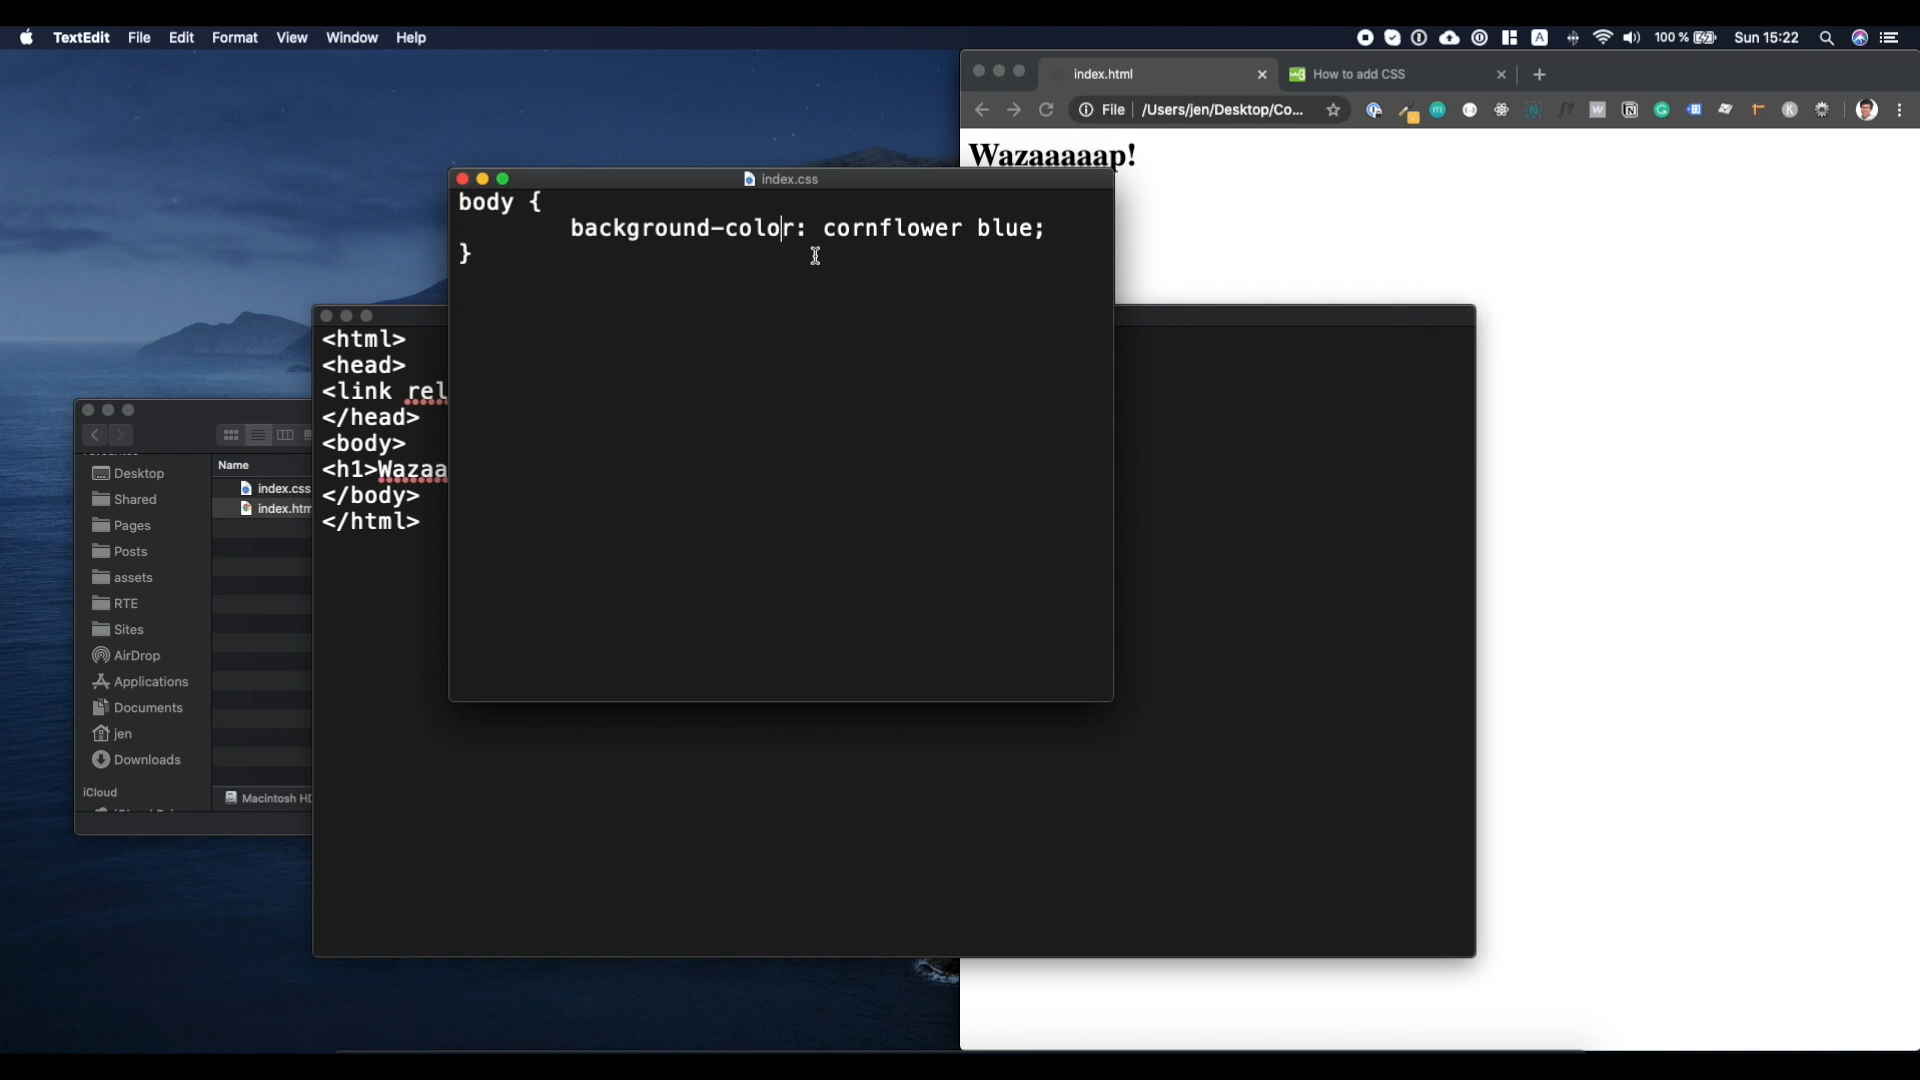 TextEdit File Edit Format View Window Help
100 % Sun 15:22
index.html
How to add CSS
File /Users/jen/Desktop/Co...
Wazaaaaap!
index.css
body {
background-color: cornflower blue;
}
<html>
<head>
<link rel
</head>
<body>
<h1>Wazaa
</body>
</html>
Name
index.css
index.htm
Desktop
Shared
Pages
Posts
assets
RTE
Sites
AirDrop
Applications
Documents
jen
Downloads
iCloud
Macintosh HD